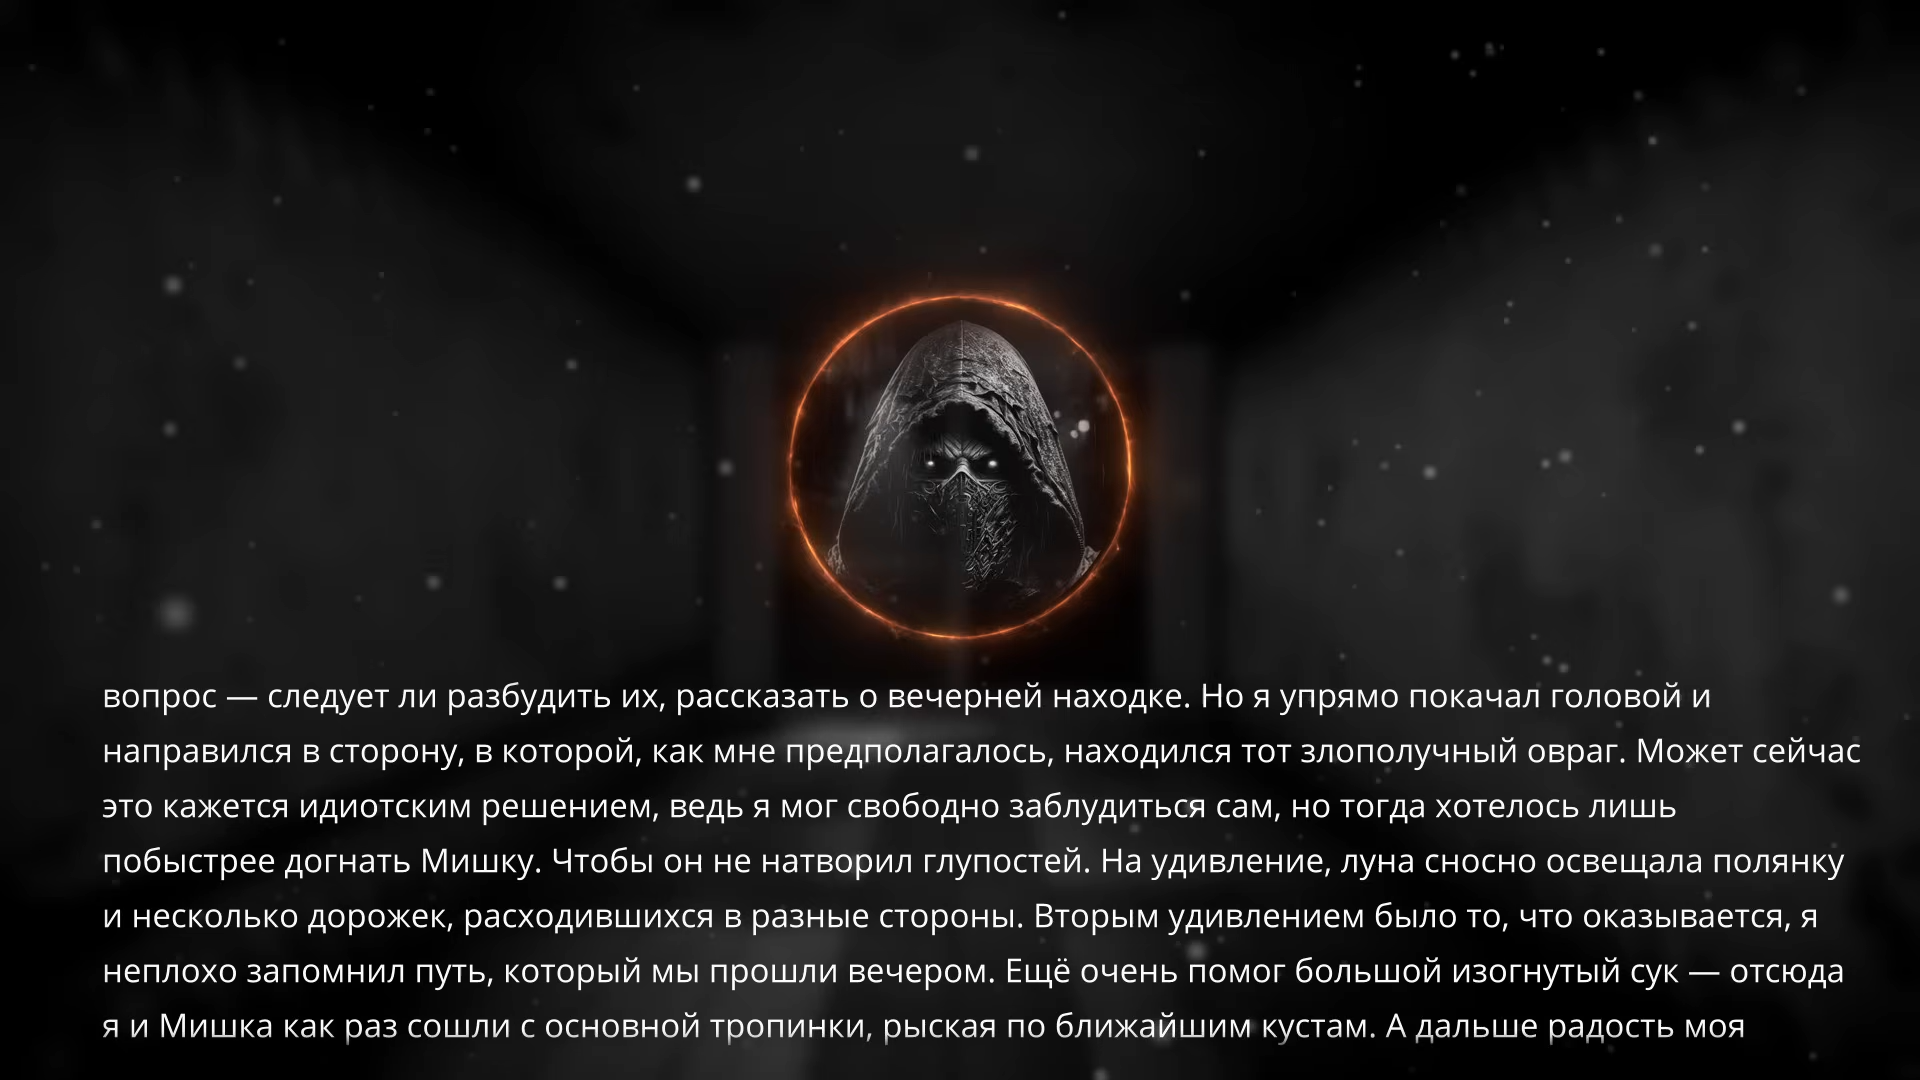 вопрос — следует ли разбудить их, рассказать о вечерней находке. Но я упрямо покачал головой и
направился в сторону, в которой, как мне предполагалось, находился тот злополучный овраг. Может сейчас
это кажется идиотским решением, ведь я мог свободно заблудиться сам, но тогда хотелось лишь
побыстрее догнать Мишку. Чтобы он не натворил глупостей. На удивление, луна сносно освещала полянку
и несколько дорожек, расходившихся в разные стороны. Вторым удивлением было то, что оказывается, я
неплохо запомнил путь, который мы прошли вечером. Ещё очень помог большой изогнутый сук — отсюда
я и Мишка как раз сошли с основной тропинки, рыская по ближайшим кустам. А дальше радость моя